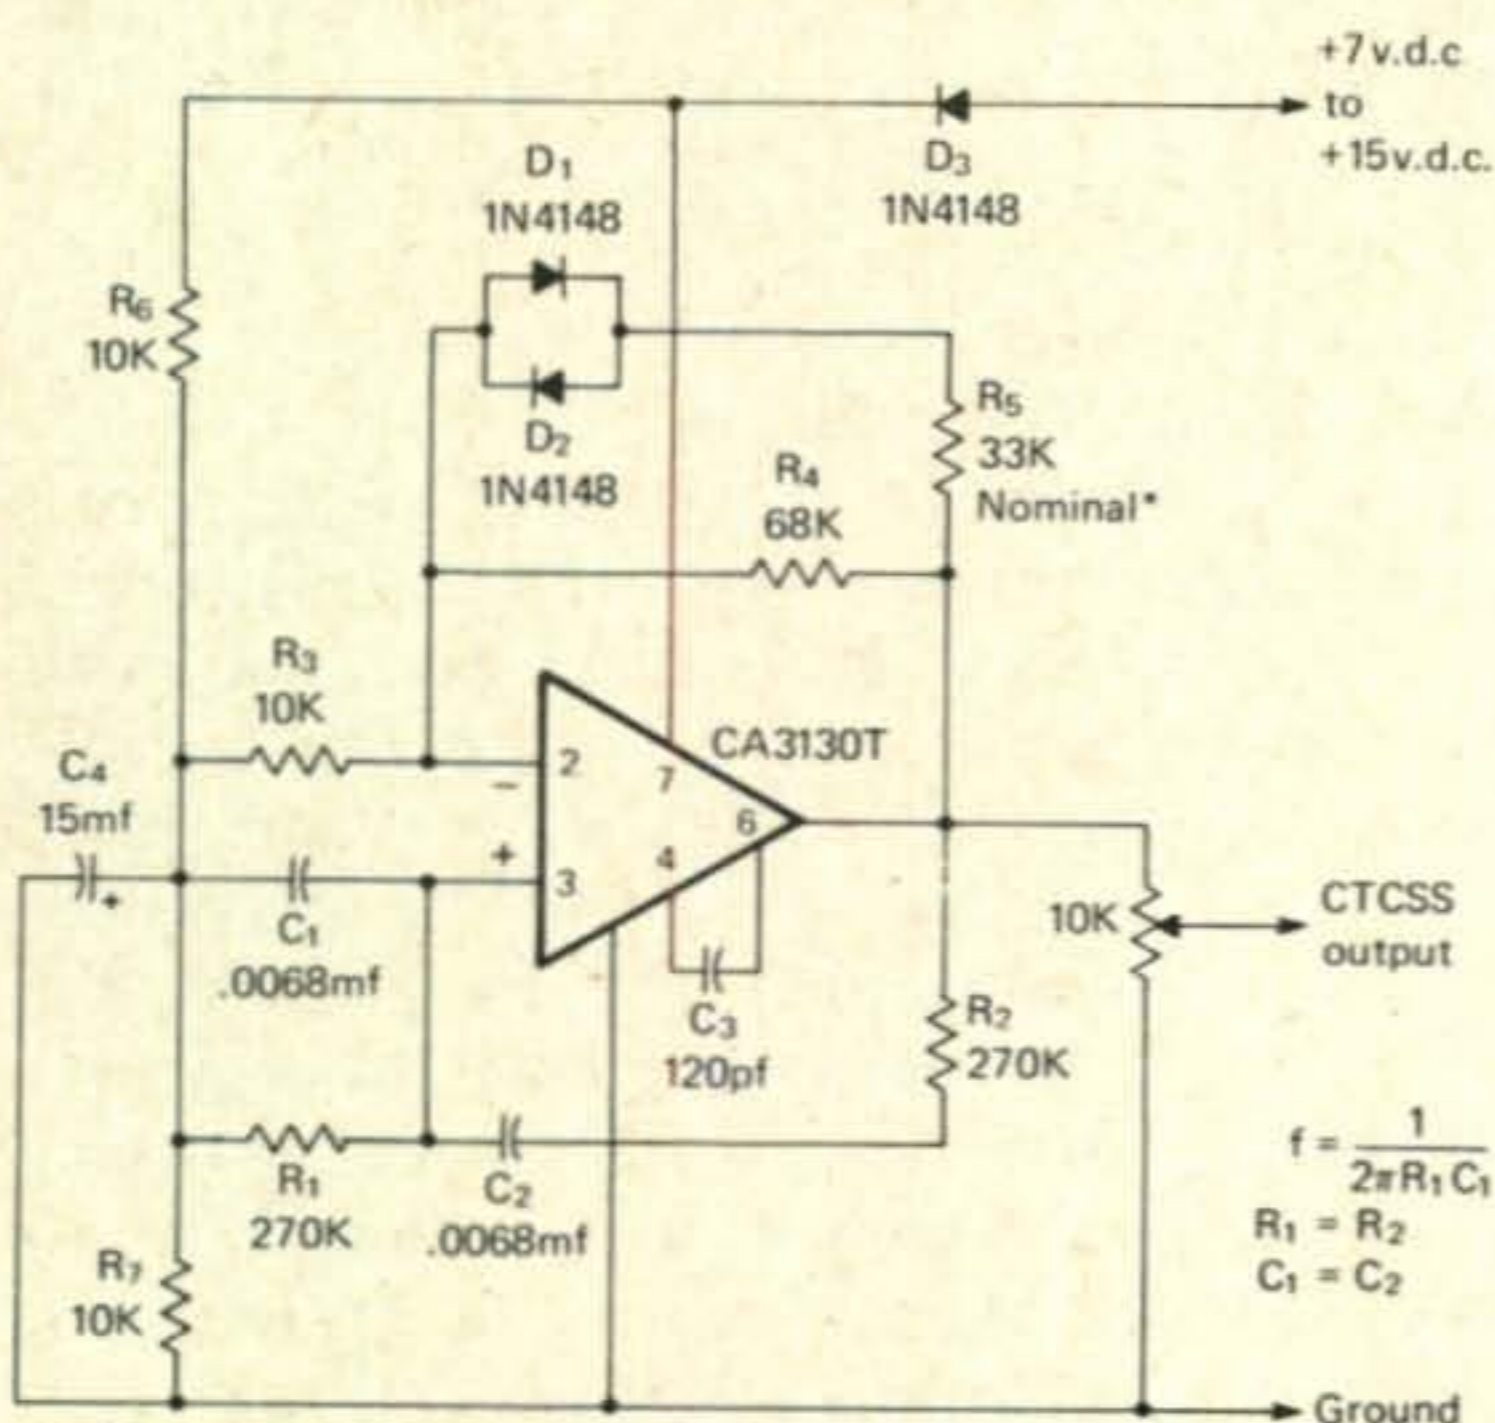 +7v.d.c
to
+15v.d.c.
D₃
1N4148
D₁
1N4148
R₆
10K
D₂
1N4148
R₅
33K
Nominal*
R₄
68K
R₃
10K
CA3130T
2
7
6
4
3
−
+
C₄
15mf
+
C₁
.0068mf
10K
CTCSS
output
C₃
120pf
R₂
270K
R₁
270K
C₂
.0068mf
R₇
10K
f = 1
2πR₁C₁
R₁ = R₂
C₁ = C₂
Ground